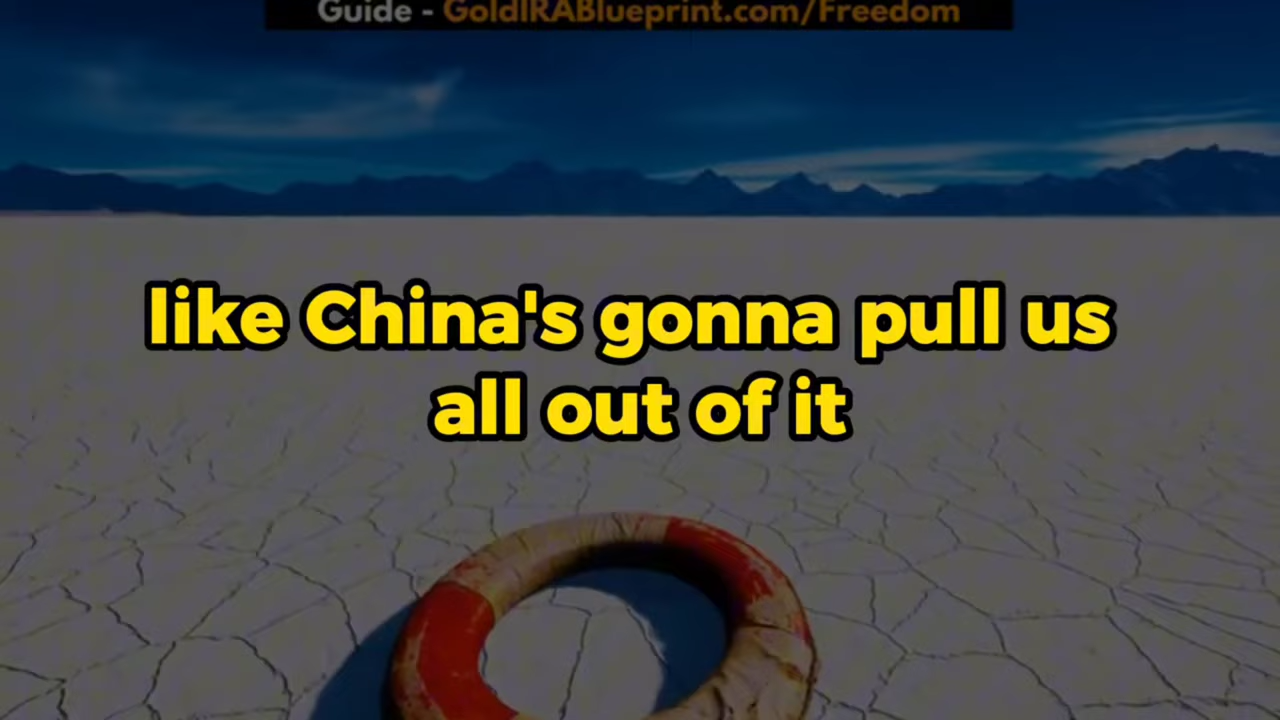 Guide - GoldIRABlueprint.com/Freedom
like China's gonna pull us
all out of it